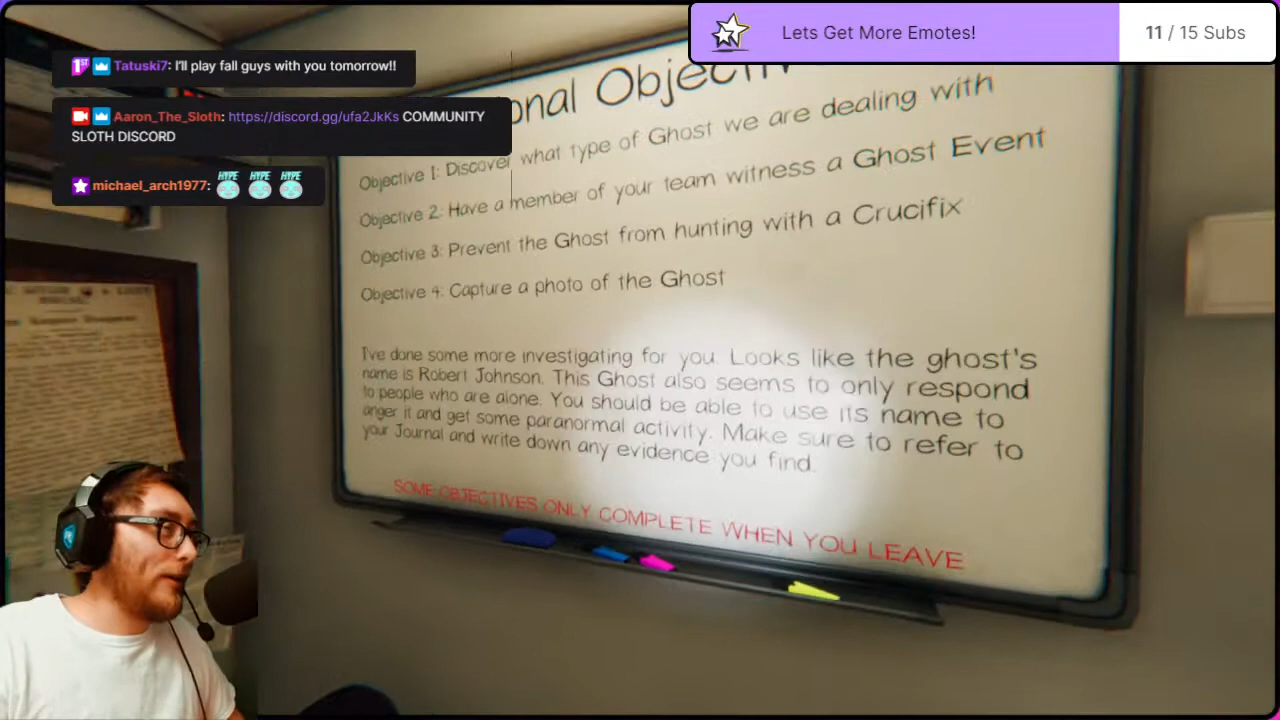 Lets Get More Emotes!
11 / 15 Subs
Tatuski7: I'll play fall guys with you tomorrow!!
Aaron_The_Sloth: https://discord.gg/ufa2JkKs COMMUNITY
SLOTH DISCORD
michael_arch1977: HYPE HYPE HYPE
onal Objectiv
Objective 1: Discover what type of Ghost we are dealing with
Objective 2: Have a member of your team witness a Ghost Event
Objective 3: Prevent the Ghost from hunting with a Crucifix
Objective 4: Capture a photo of the Ghost
I've done some more investigating for you. Looks like the ghost's
name is Robert Johnson. This Ghost also seems to only respond
to people who are alone. You should be able to use its name to
anger it and get some paranormal activity. Make sure to refer to
your Journal and write down any evidence you find.
SOME OBJECTIVES ONLY COMPLETE WHEN YOU LEAVE